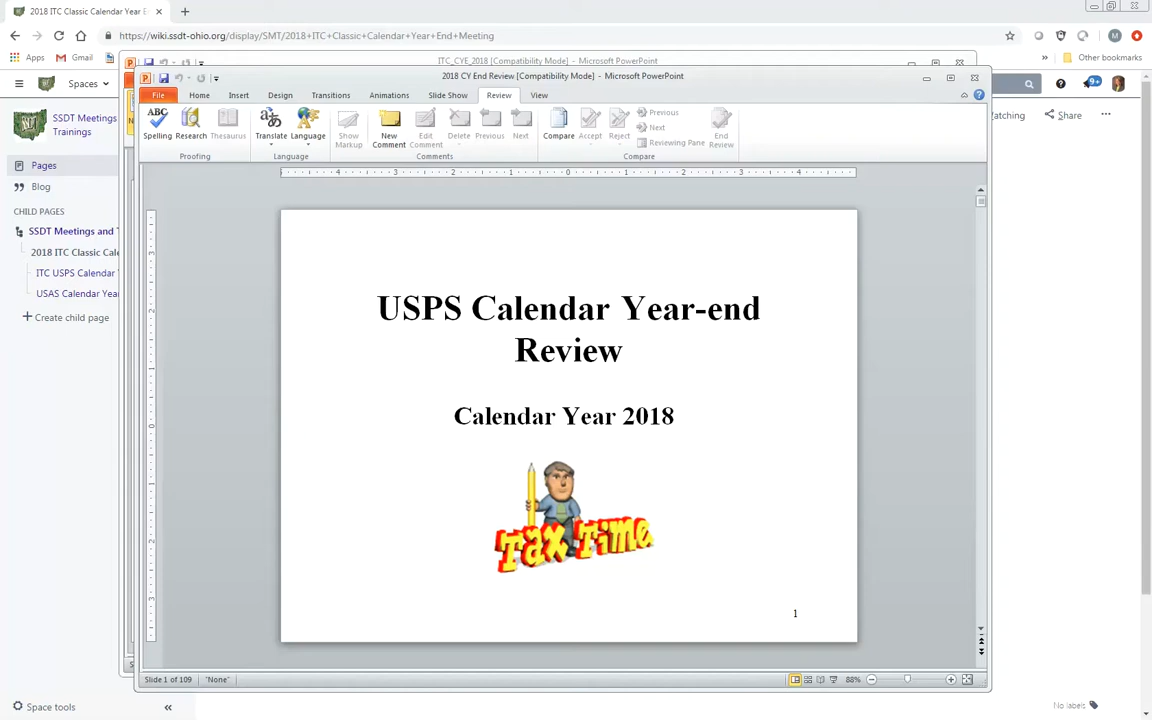 2018 ITC Classic Calendar Year E
https://wiki.ssdt-ohio.org/display/SMT/2018+ITC+Classic+Calendar+Year+End+Meeting
M
Apps
Gmail
Other bookmarks
ITC_CYE_2018 [Compatibility Mode] - Microsoft PowerPoint
2018 CY End Review [Compatibility Mode] - Microsoft PowerPoint
Spaces
9+
File
Home
Insert
Design
Transitions
Animations
Slide Show
Review
View
SSDT Meetings
Trainings
atching
Share
ABC
Spelling
Research
Thesaurus
Translate
Language
Show
Markup
New
Comment
Edit
Comment
Delete
Previous
Next
Compare
Accept
Reject
Previous
Next
Reviewing Pane
End
Review
Proofing
Language
Comments
Compare
Pages
Blog
CHILD PAGES
SSDT Meetings and T
2018 ITC Classic Cale
ITC USPS Calendar Y
USAS Calendar Year
Create child page
USPS Calendar Year-end
Review
Calendar Year 2018
Tax Time
1
Slide 1 of 109
"None"
88%
Space tools
No labels